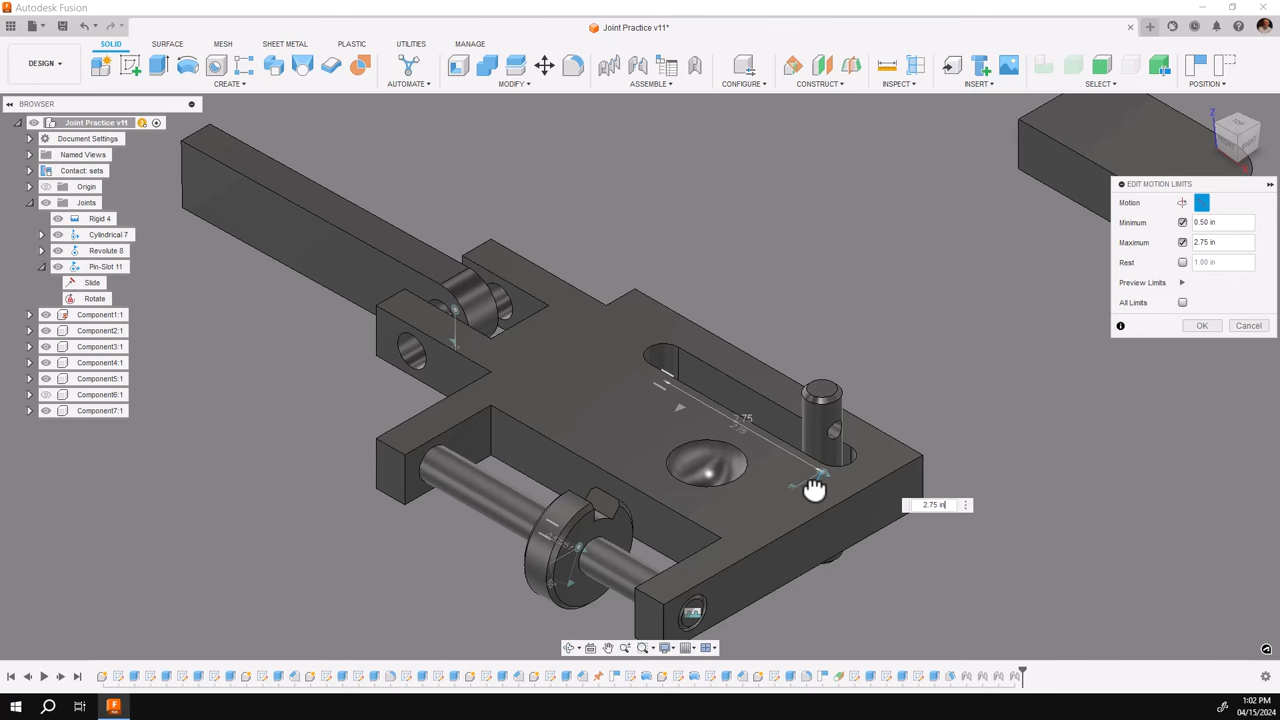 Autodesk Fusion
Joint Practice v11*
DESIGN
SOLID
SURFACE
MESH
SHEET METAL
PLASTIC
UTILITIES
MANAGE
CREATE
AUTOMATE
MODIFY
ASSEMBLE
CONFIGURE
CONSTRUCT
INSPECT
INSERT
SELECT
POSITION
BROWSER
Joint Practice v11
Document Settings
Named Views
Contact: sets
Origin
Joints
Rigid 4
Cylindrical 7
Revolute 8
Pin-Slot 11
Slide
Rotate
Component1:1
Component2:1
Component3:1
Component4:1
Component5:1
Component6:1
Component7:1
Z
TOP
EDIT MOTION LIMITS
Motion
Minimum 0.50 in
Maximum 2.75 in
Rest 1.00 in
Preview Limits
All Limits
OK Cancel
2.75
2.75
2.75 in
1:02 PM
04/15/2024